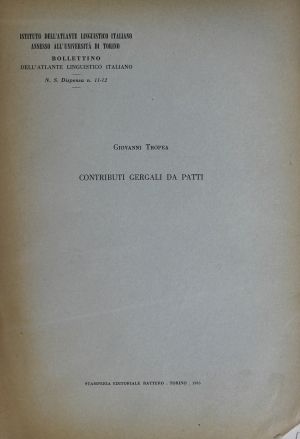 ISTITUTO DELL'ATLANTE LINGUISTICO ITALIANO
ANNESSO ALL'UNIVERSITÀ DI TORINO
BOLLETTINO
DELL'ATLANTE LINGUISTICO ITALIANO
N. S. Dispensa n. 11-12
GIOVANNI TROPEA
CONTRIBUTI GERGALI DA PATTI
STAMPERIA EDITORIALE RATTERO - TORINO -